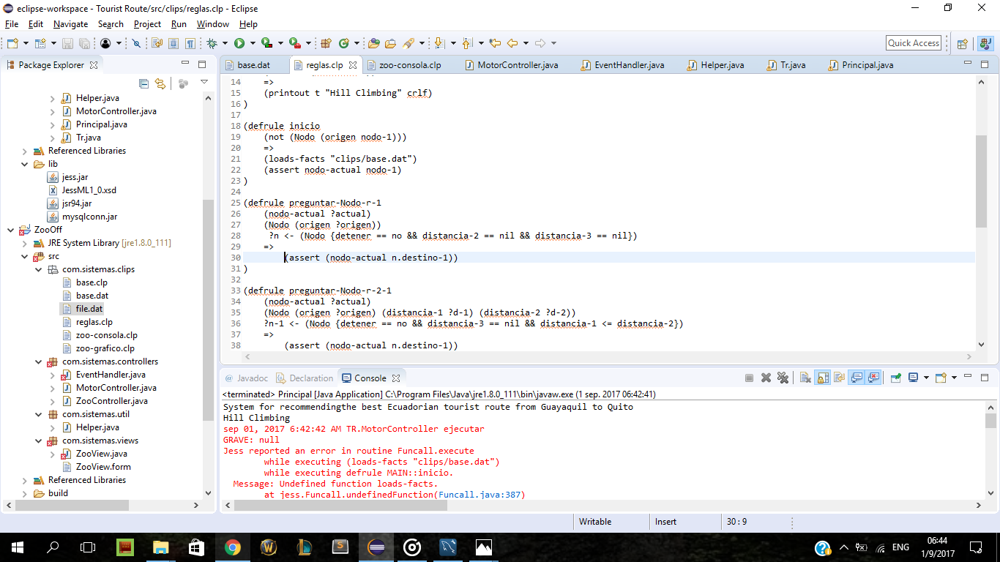 eclipse-workspace - Tourist Route/src/clips/reglas.clp - Eclipse
File Edit Navigate Search Project Run Window Help
Quick Access
Package Explorer
Helper.java
MotorController.java
Principal.java
Tr.java
Referenced Libraries
lib
jess.jar
JessML1_0.xsd
jsr94.jar
mysqlconn.jar
ZooOff
JRE System Library [jre1.8.0_111]
src
com.sistemas.clips
base.clp
base.dat
file.dat
reglas.clp
zoo-consola.clp
zoo-grafico.clp
com.sistemas.controllers
EventHandler.java
MotorController.java
ZooController.java
com.sistemas.util
Helper.java
com.sistemas.views
ZooView.java
ZooView.form
Referenced Libraries
build
base.dat reglas.clp zoo-consola.clp MotorController.java EventHandler.java Helper.java Tr.java Principal.java
14 =>
15 (printout t "Hill Climbing" crlf)
16 )
17
18 (defrule inicio
19 (not (Nodo (origen nodo-1)))
20 =>
21 (loads-facts "clips/base.dat")
22 (assert nodo-actual nodo-1)
23 )
24
25 (defrule preguntar-Nodo-r-1
26 (nodo-actual ?actual)
27 (Nodo (origen ?origen))
28 ?n <- (Nodo {detener == no && distancia-2 == nil && distancia-3 == nil})
29 =>
30 (assert (nodo-actual n.destino-1))
31 )
32
33 (defrule preguntar-Nodo-r-2-1
34 (nodo-actual ?actual)
35 (Nodo (origen ?origen) (distancia-1 ?d-1) (distancia-2 ?d-2))
36 ?n-1 <- (Nodo {detener == no && distancia-3 == nil && distancia-1 <= distancia-2})
37 =>
38 (assert (nodo-actual n.destino-1))
@ Javadoc Declaration Console
<terminated> Principal [Java Application] C:\Program Files\Java\jre1.8.0_111\bin\javaw.exe (1 sep. 2017 06:42:41)
System for recommendingthe best Ecuadorian tourist route from Guayaquil to Quito
Hill Climbing
sep 01, 2017 6:42:42 AM TR.MotorController ejecutar
GRAVE: null
Jess reported an error in routine Funcall.execute
while executing (loads-facts "clips/base.dat")
while executing defrule MAIN::inicio.
Message: Undefined function loads-facts.
at jess.Funcall.undefinedFunction(Funcall.java:387)
Writable Insert 30 : 9
ENG
06:44
1/9/2017